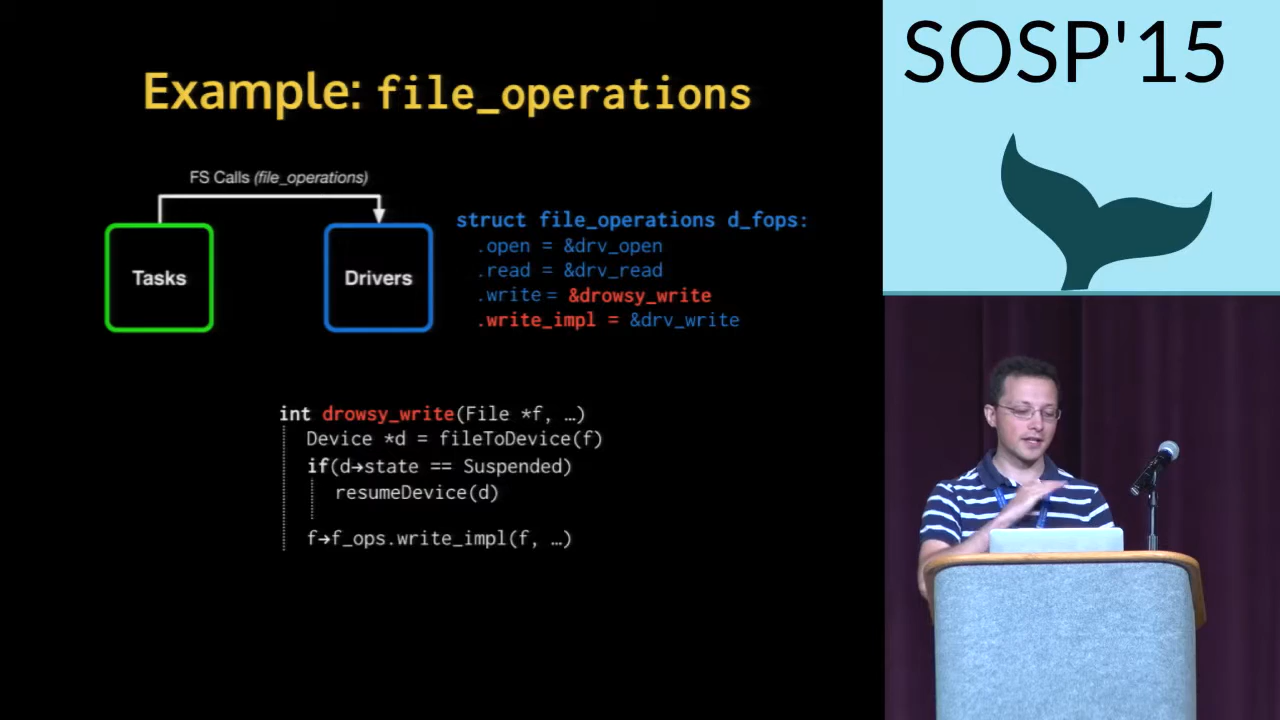 Example: file_operations
FS Calls (file_operations)
Tasks
Drivers
struct file_operations d_fops:
.open = &drv_open
.read = &drv_read
.write = &drowsy_write
.write_impl = &drv_write
int drowsy_write(File *f, …)
Device *d = fileToDevice(f)
if(d→state == Suspended)
resumeDevice(d)
f→f_ops.write_impl(f, …)
SOSP'15